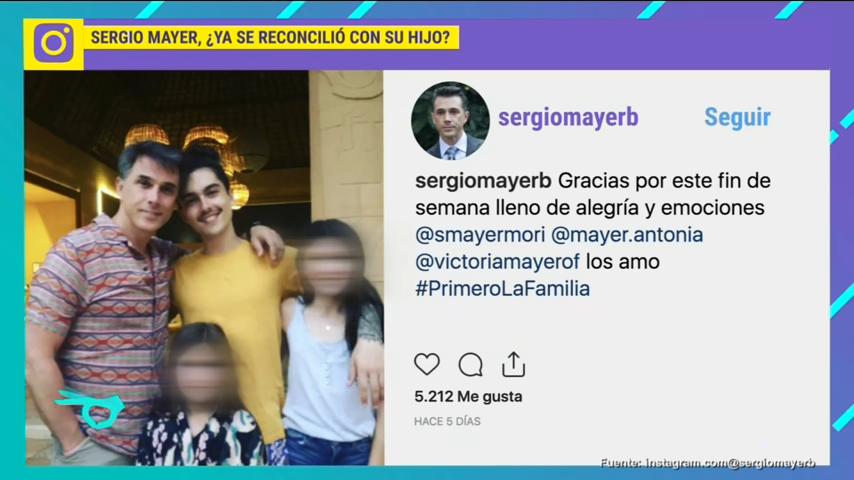 SERGIO MAYER, ¿YA SE RECONCILIÓ CON SU HIJO?
sergiomayerb
Seguir
sergiomayerb Gracias por este fin de
semana lleno de alegría y emociones
@smayermori @mayer.antonia
@victoriamayerof los amo
#PrimeroLaFamilia
5.212 Me gusta
HACE 5 DÍAS
Fuente: instagram.com@sergiomayerb